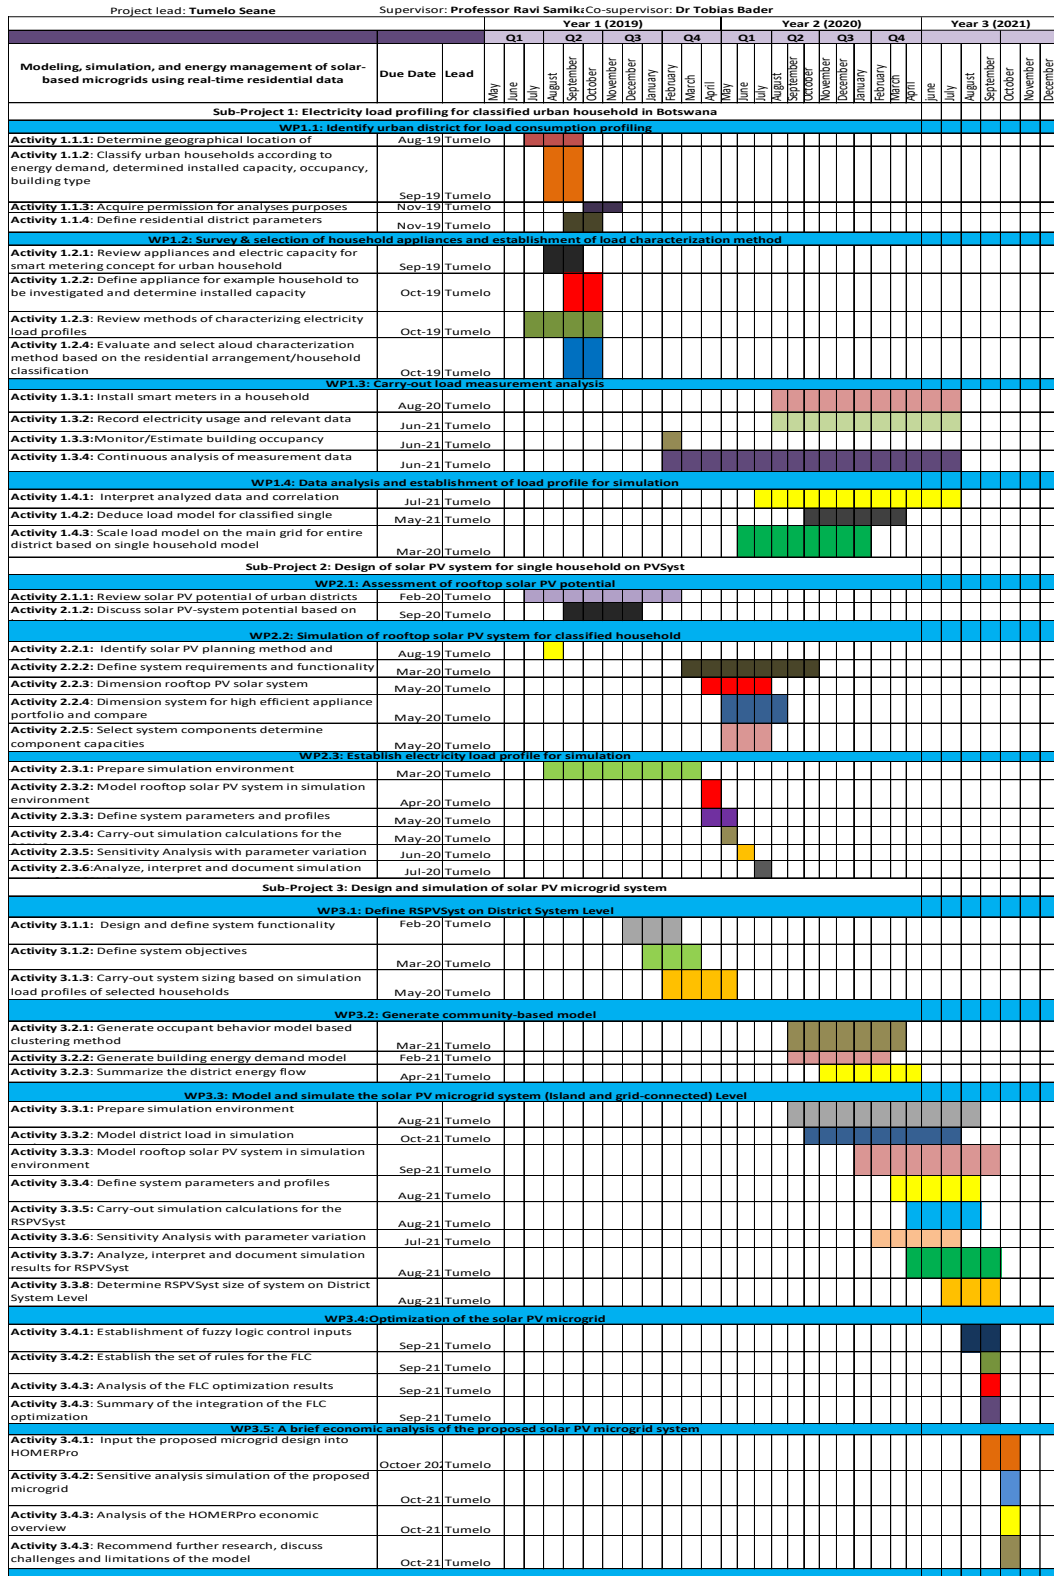 Project lead: Tumelo Seane Supervisor: Professor Ravi Samik Co-supervisor: Dr Tobias Bader
Year 1 (2019) Year 2 (2020) Year 3 (2021)
Q1 Q2 Q3 Q4 Q1 Q2 Q3 Q4
Modeling, simulation, and energy management of solar-
based microgrids using real-time residential data
Due Date Lead
May June July August September October November December January February March April May June July August September October November December January February March April june July August September October November December
Sub-Project 1: Electricity load profiling for classified urban household in Botswana
WP1.1: Identify urban district for load consumption profiling
Activity 1.1.1: Determine geographical location of Aug-19 Tumelo
Activity 1.1.2: Classify urban households according to
energy demand, determined installed capacity, occupancy,
building type
Sep-19 Tumelo
Activity 1.1.3: Acquire permission for analyses purposes Nov-19 Tumelo
Activity 1.1.4: Define residential district parameters
Nov-19 Tumelo
WP1.2: Survey & selection of household appliances and establishment of load characterization method
Activity 1.2.1: Review appliances and electric capacity for
smart metering concept for urban household Sep-19 Tumelo
Activity 1.2.2: Define appliance for example household to
be investigated and determine installed capacity Oct-19 Tumelo
Activity 1.2.3: Review methods of characterizing electricity
load profiles Oct-19 Tumelo
Activity 1.2.4: Evaluate and select aloud characterization
method based on the residential arrangement/household
classification Oct-19 Tumelo
WP1.3: Carry-out load measurement analysis
Activity 1.3.1: Install smart meters in a household
Aug-20 Tumelo
Activity 1.3.2: Record electricity usage and relevant data
Jun-21 Tumelo
Activity 1.3.3:Monitor/Estimate building occupancy
Jun-21 Tumelo
Activity 1.3.4: Continuous analysis of measurement data
Jun-21 Tumelo
WP1.4: Data analysis and establishment of load profile for simulation
Activity 1.4.1: Interpret analyzed data and correlation
Jul-21 Tumelo
Activity 1.4.2: Deduce load model for classified single
May-21 Tumelo
Activity 1.4.3: Scale load model on the main grid for entire
district based on single household model
Mar-20 Tumelo
Sub-Project 2: Design of solar PV system for single household on PVSyst
WP2.1: Assessment of rooftop solar PV potential
Activity 2.1.1: Review solar PV potential of urban districts Feb-20 Tumelo
Activity 2.1.2: Discuss solar PV-system potential based on
Sep-20 Tumelo
WP2.2: Simulation of rooftop solar PV system for classified household
Activity 2.2.1: Identify solar PV planning method and
Aug-19 Tumelo
Activity 2.2.2: Define system requirements and functionality Mar-20 Tumelo
Activity 2.2.3: Dimension rooftop PV solar system May-20 Tumelo
Activity 2.2.4: Dimension system for high efficient appliance
portfolio and compare May-20 Tumelo
Activity 2.2.5: Select system components determine
component capacities May-20 Tumelo
WP2.3: Establish electricity load profile for simulation
Activity 2.3.1: Prepare simulation environment
Mar-20 Tumelo
Activity 2.3.2: Model rooftop solar PV system in simulation
environment Apr-20 Tumelo
Activity 2.3.3: Define system parameters and profiles May-20 Tumelo
Activity 2.3.4: Carry-out simulation calculations for the
May-20 Tumelo
Activity 2.3.5: Sensitivity Analysis with parameter variation Jun-20 Tumelo
Activity 2.3.6:Analyze, interpret and document simulation Jul-20 Tumelo
Sub-Project 3: Design and simulation of solar PV microgrid system
WP3.1: Define RSPVSyst on District System Level
Activity 3.1.1: Design and define system functionality Feb-20 Tumelo
Activity 3.1.2: Define system objectives
Mar-20 Tumelo
Activity 3.1.3: Carry-out system sizing based on simulation
load profiles of selected households May-20 Tumelo
WP3.2: Generate community-based model
Activity 3.2.1: Generate occupant behavior model based
clustering method Mar-21 Tumelo
Activity 3.2.2: Generate building energy demand model Feb-21 Tumelo
Activity 3.2.3: Summarize the district energy flow
Apr-21 Tumelo
WP3.3: Model and simulate the solar PV microgrid system (Island and grid-connected) Level
Activity 3.3.1: Prepare simulation environment
Aug-21 Tumelo
Activity 3.3.2: Model district load in simulation Oct-21 Tumelo
Activity 3.3.3: Model rooftop solar PV system in simulation
environment Sep-21 Tumelo
Activity 3.3.4: Define system parameters and profiles
Aug-21 Tumelo
Activity 3.3.5: Carry-out simulation calculations for the
RSPVSyst Aug-21 Tumelo
Activity 3.3.6: Sensitivity Analysis with parameter variation Jul-21 Tumelo
Activity 3.3.7: Analyze, interpret and document simulation
results for RSPVSyst Aug-21 Tumelo
Activity 3.3.8: Determine RSPVSyst size of system on District
System Level Aug-21 Tumelo
WP3.4:Optimization of the solar PV microgrid
Activity 3.4.1: Establishment of fuzzy logic control inputs
Sep-21 Tumelo
Activity 3.4.2: Establish the set of rules for the FLC
Sep-21 Tumelo
Activity 3.4.3: Analysis of the FLC optimization results Sep-21 Tumelo
Activity 3.4.3: Summary of the integration of the FLC
optimization Sep-21 Tumelo
WP3.5: A brief economic analysis of the proposed solar PV microgrid system
Activity 3.4.1: Input the proposed microgrid design into
HOMERPro
Octoer 202 Tumelo
Activity 3.4.2: Sensitive analysis simulation of the proposed
microgrid
Oct-21 Tumelo
Activity 3.4.3: Analysis of the HOMERPro economic
overview Oct-21 Tumelo
Activity 3.4.3: Recommend further research, discuss
challenges and limitations of the model Oct-21 Tumelo